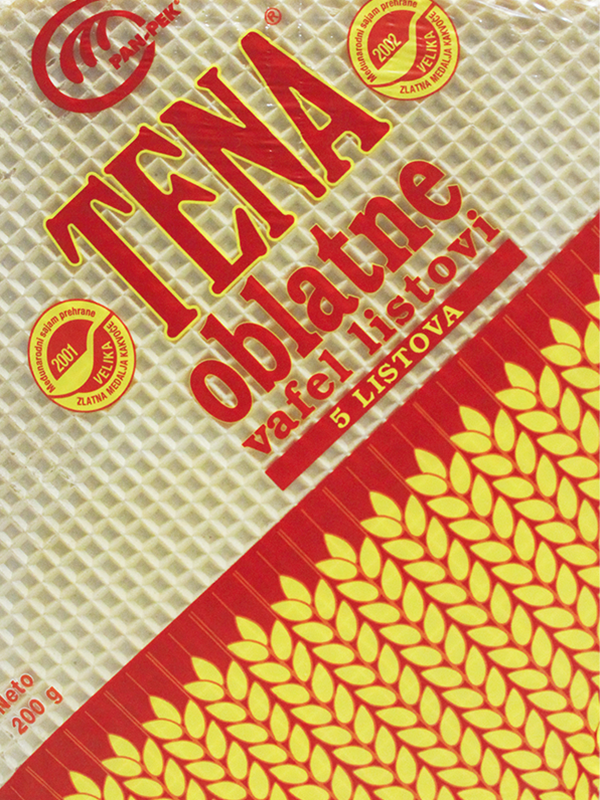 PAN-PEK®
TENA®
oblatne
vafel listovi
5 LISTOVA
Međunarodni sajam prehrane
2002
VELIKA
ZLATNA MEDALJA KAKVOĆE
Međunarodni sajam prehrane
2001
VELIKA
ZLATNA MEDALJA KAKVOĆE
Neto
200 g